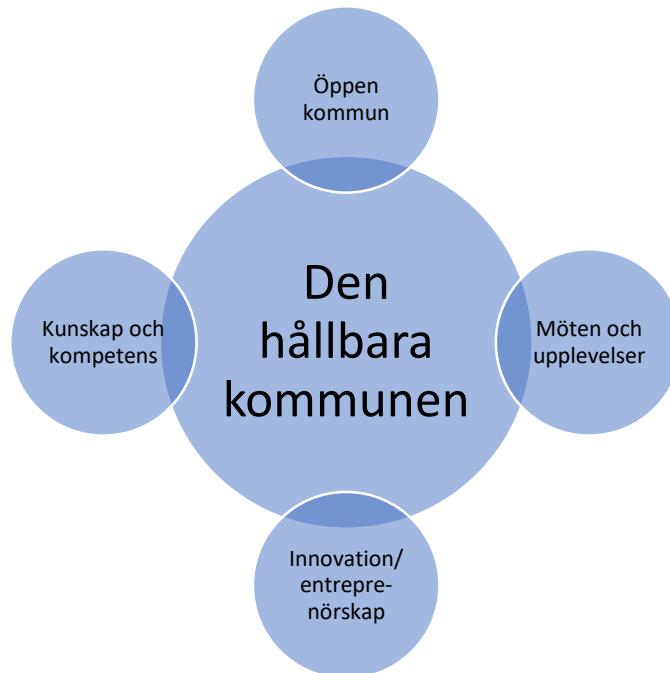 Öppen
kommun
Den
hållbara
kommunen
Kunskap och
kompetens
Möten och
upplevelser
Innovation/
entrepre-
nörskap